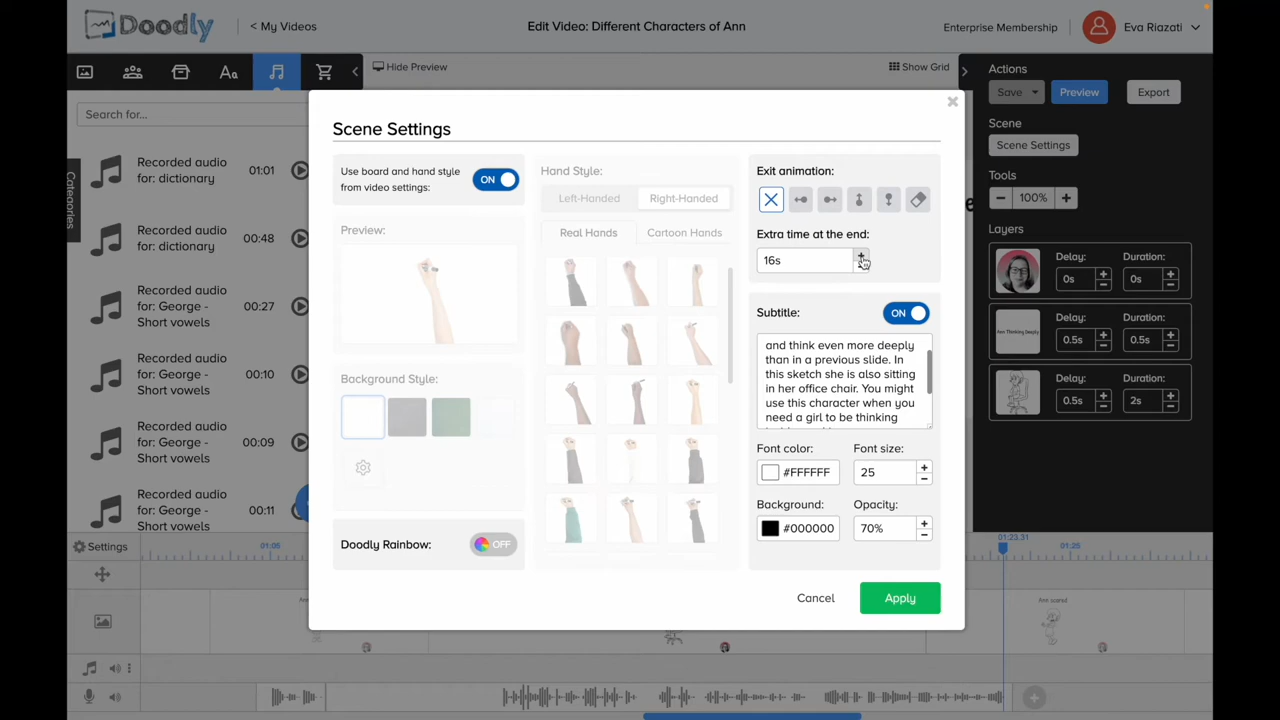 Doodly
< My Videos
Edit Video: Different Characters of Ann
Enterprise Membership
Eva Riazati
Aa
Hide Preview
Show Grid
Search for...
Categories
Recorded audio
for: dictionary
01:01
Recorded audio
for: dictionary
00:48
Recorded audio
for: George -
Short vowels
00:27
Recorded audio
for: George -
Short vowels
00:10
Recorded audio
for: George -
Short vowels
00:09
Recorded audio
for: George -
Short vowels
00:11
Scene Settings
Use board and hand style
from video settings:
ON
Preview:
Background Style:
Doodly Rainbow:
OFF
Hand Style:
Left-Handed
Right-Handed
Real Hands
Cartoon Hands
Exit animation:
Extra time at the end:
16s
Subtitle:
ON
and think even more deeply
than in a previous slide. In
this sketch she is also sitting
in her office chair. You might
use this character when you
need a girl to be thinking
Font color:
Font size:
#FFFFFF
25
Background:
Opacity:
#000000
70%
Cancel
Apply
Actions
Save
Preview
Export
Scene
Scene Settings
Tools
100%
Layers
Delay:
Duration:
0s
0s
Ann Thinking Deeply
Delay:
Duration:
0.5s
0.5s
Delay:
Duration:
0.5s
2s
Settings
01:05
01:23.31
01:25
Ann scared